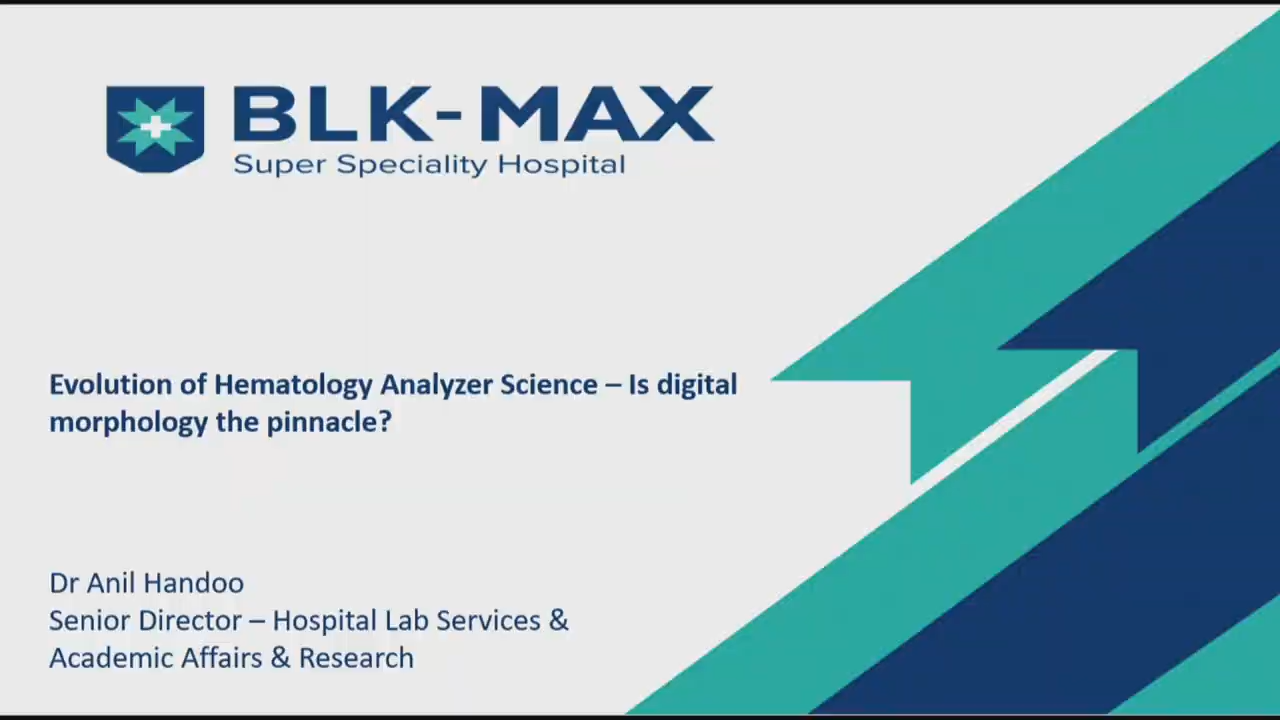 BLK-MAX
Super Speciality Hospital
Evolution of Hematology Analyzer Science – Is digital
morphology the pinnacle?
Dr Anil Handoo
Senior Director – Hospital Lab Services &
Academic Affairs & Research